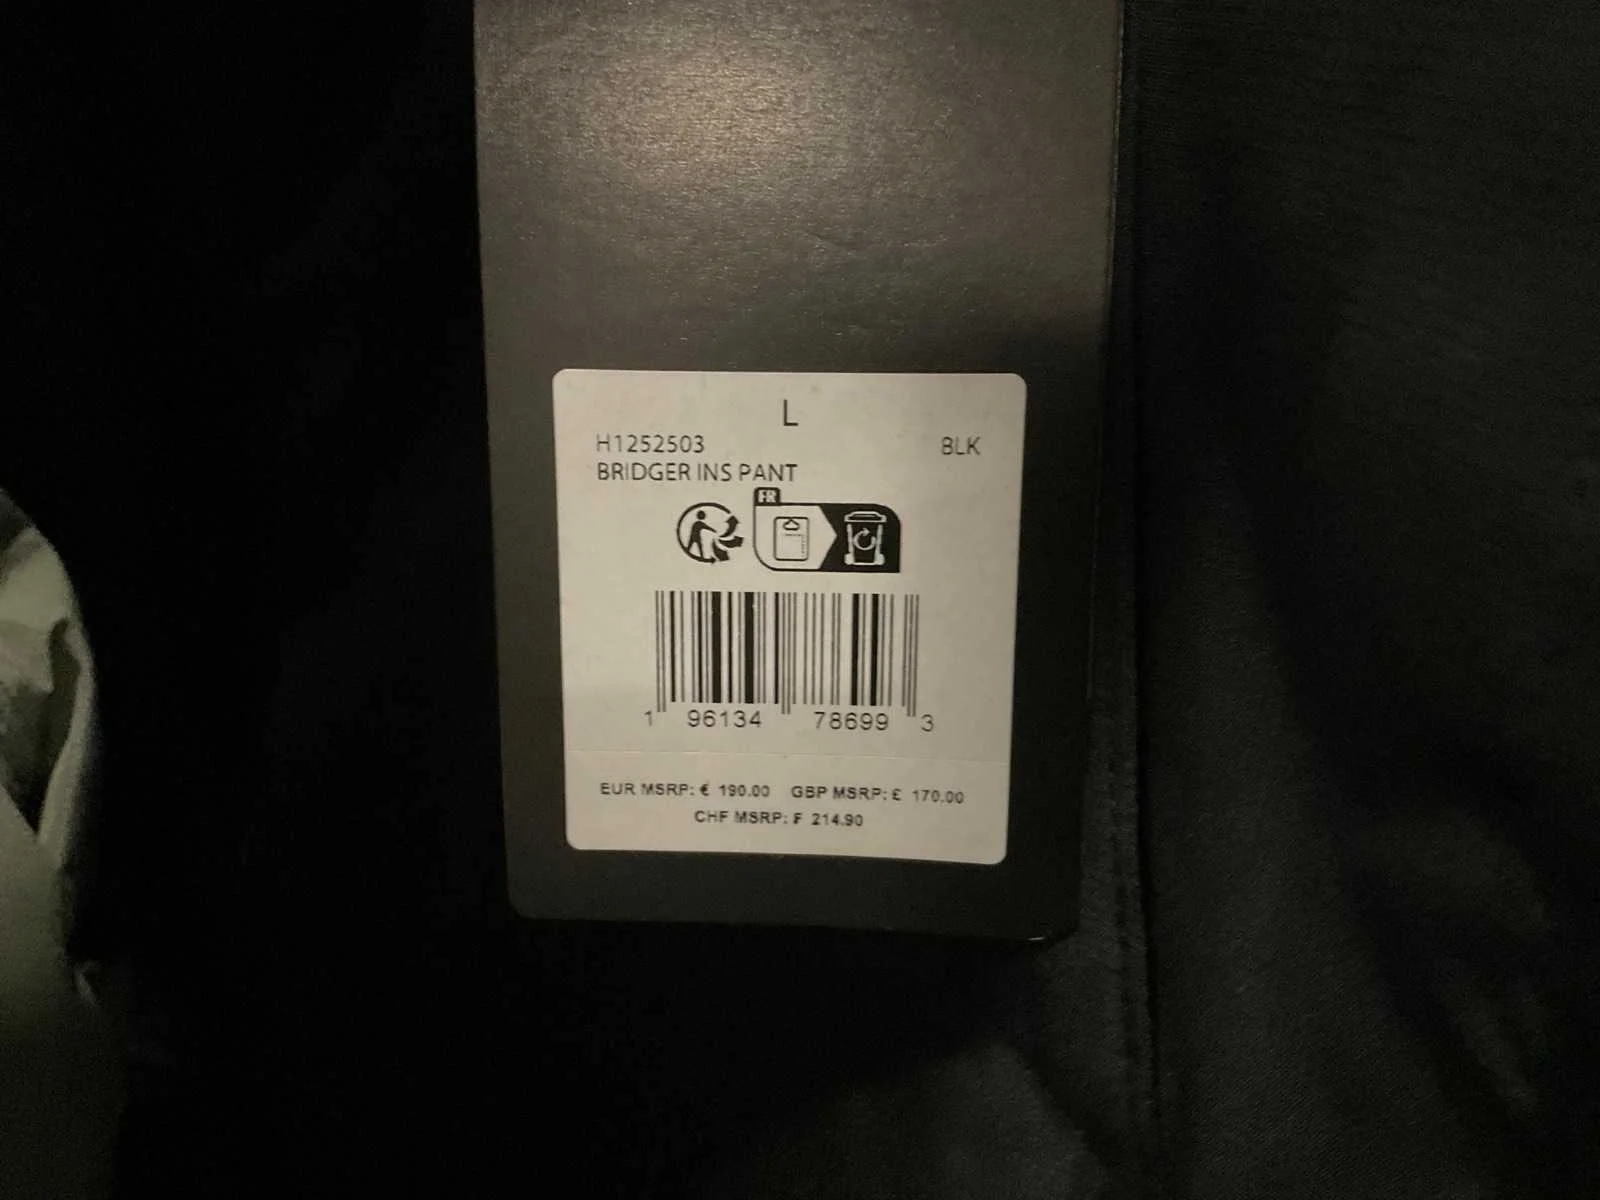 L
H1252503 BLK
BRIDGER INS PANT
FR
1 96134 78699 3
EUR MSRP: € 190.00 GBP MSRP: £ 170.00
CHF MSRP: ₣ 214.90